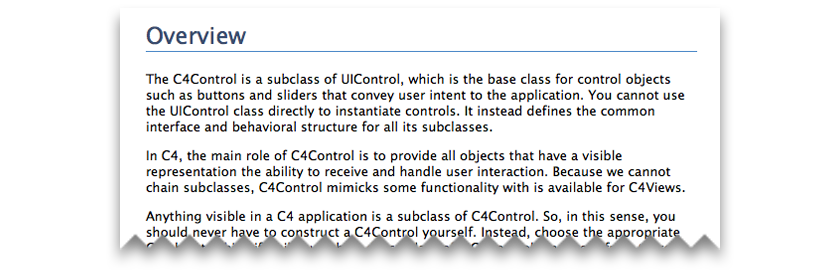 Overview
The C4Control is a subclass of UIControl, which is the base class for control objects
such as buttons and sliders that convey user intent to the application. You cannot use
the UIControl class directly to instantiate controls. It instead defines the common
interface and behavioral structure for all its subclasses.
In C4, the main role of C4Control is to provide all objects that have a visible
representation the ability to receive and handle user interaction. Because we cannot
chain subclasses, C4Control mimicks some functionality with is available for C4Views.
Anything visible in a C4 application is a subclass of C4Control. So, in this sense, you
should never have to construct a C4Control yourself. Instead, choose the appropriate